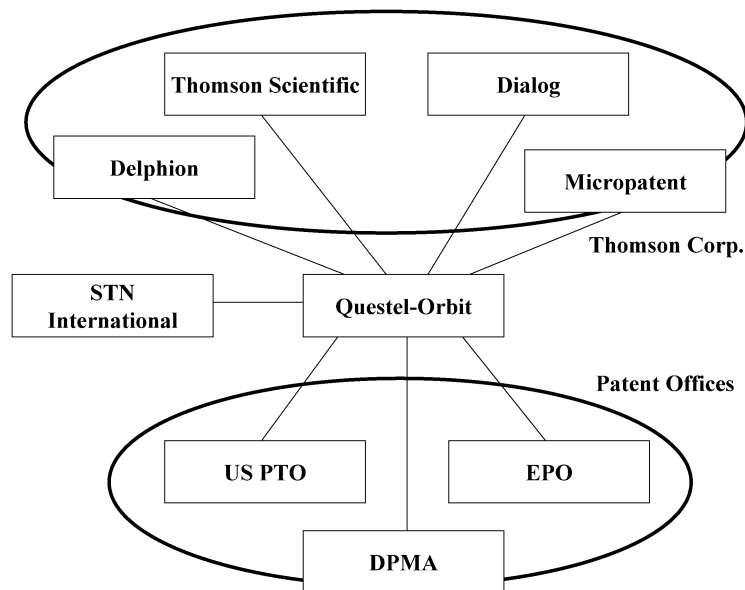 Thomson Scientific
Dialog
Delphion
Micropatent
Thomson Corp.
STN
International
Questel-Orbit
Patent Offices
US PTO
EPO
DPMA